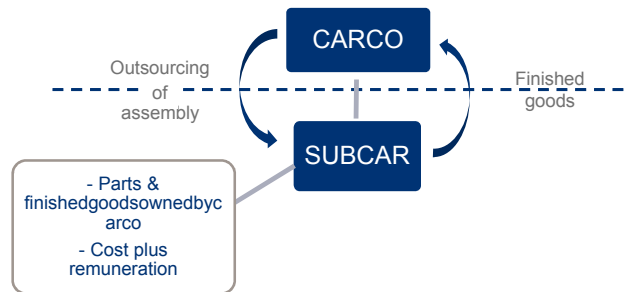 CARCO
Outsourcing
of
assembly
Finished
goods
SUBCAR
- Parts &
finishedgoodsownedbyc
arco
- Cost plus
remuneration